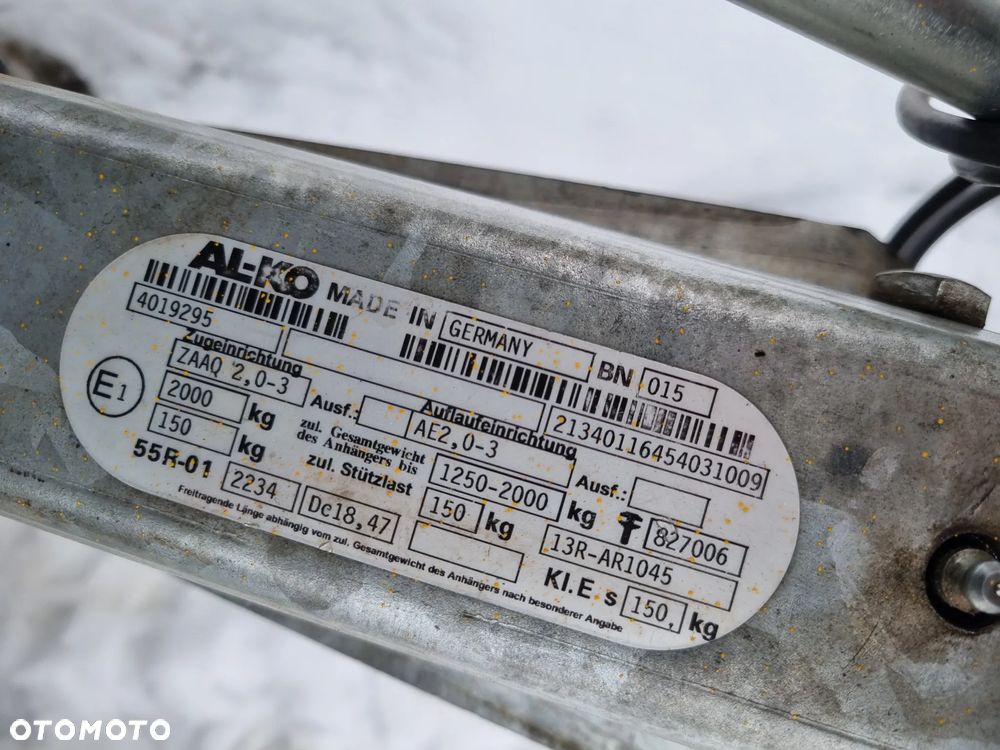 AL-KO MADE IN GERMANY BN 015
4019295
21340116454031009
Zugeinrichtung
ZAAQ 2,0-3 Ausf.:
Auflaufeinrichtung
AE2,0-3 Ausf.:
E1
2000 kg
zul. Gesamtgewicht
des Anhängers bis
1250-2000 kg
827006
150 kg
zul. Stützlast
150 kg
13R-AR1045
55R-01 2234 Dc18,47
Kl.E s 150, kg
Freitragende Länge abhängig vom zul. Gesamtgewicht des Anhängers nach besonderer Angabe
OTOMOTO